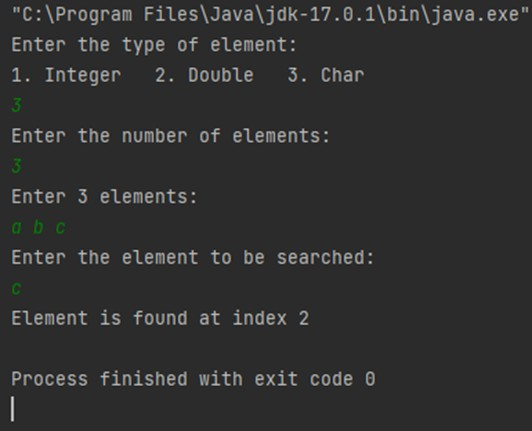 "C:\Program Files\Java\jdk-17.0.1\bin\java.exe"
Enter the type of element:
1. Integer   2. Double   3. Char
3
Enter the number of elements:
3
Enter 3 elements:
a b c
Enter the element to be searched:
c
Element is found at index 2
Process finished with exit code 0